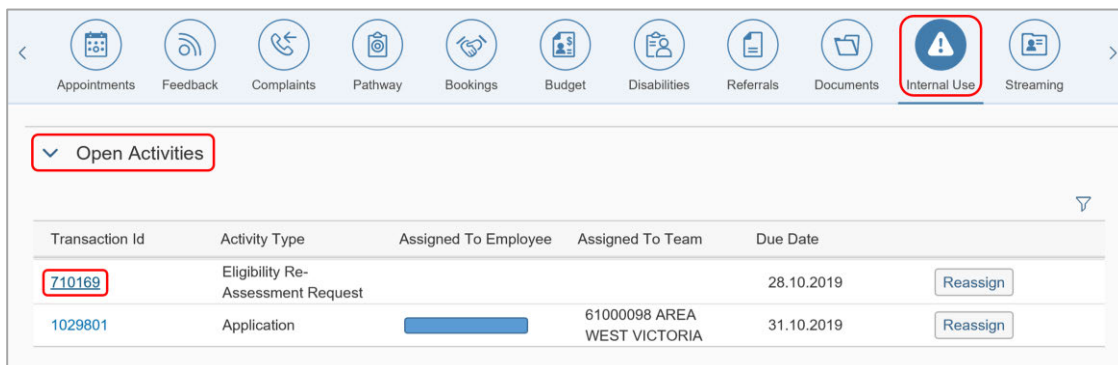 Appointments Feedback Complaints Pathway Bookings Budget Disabilities Referrals Documents Internal Use Streaming
Open Activities
Transaction Id Activity Type Assigned To Employee Assigned To Team Due Date
710169 Eligibility Re-
Assessment Request 28.10.2019 Reassign
1029801 Application 61000098 AREA
WEST VICTORIA 31.10.2019 Reassign